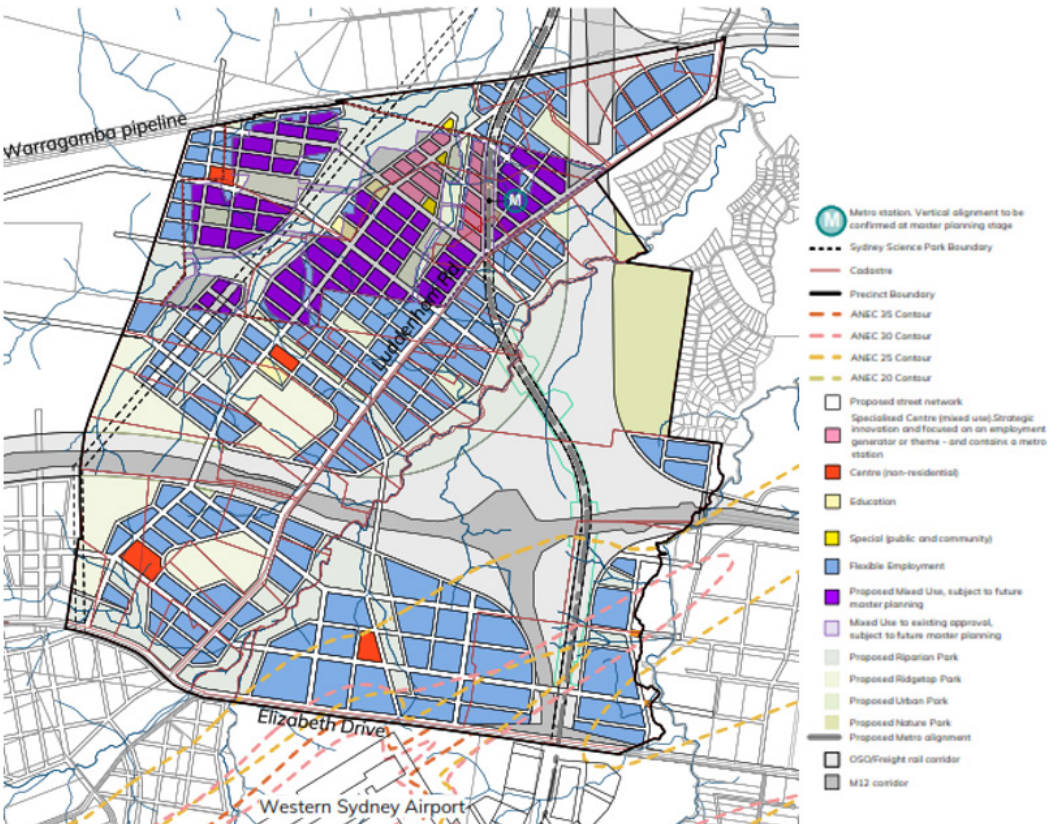 Warragamba pipeline
M
Luddenham Rd
Elizabeth Drive
Western Sydney Airport
M
Metro station. Vertical alignment to be
confirmed at master planning stage
Sydney Science Park Boundary
Cadastre
Precinct Boundary
ANEC 35 Contour
ANEC 30 Contour
ANEC 25 Contour
ANEC 20 Contour
Proposed street network
Specialised Centre (mixed use).Strategic
innovation and focused on an employment
generator or theme - and contains a metro
station
Centre (non-residential)
Education
Special (public and community)
Flexible Employment
Proposed Mixed Use, subject to future
master planning
Mixed Use to existing approval,
subject to future master planning
Proposed Riparian Park
Proposed Ridgetop Park
Proposed Urban Park
Proposed Nature Park
Proposed Metro alignment
OSO/Freight rail corridor
M12 corridor